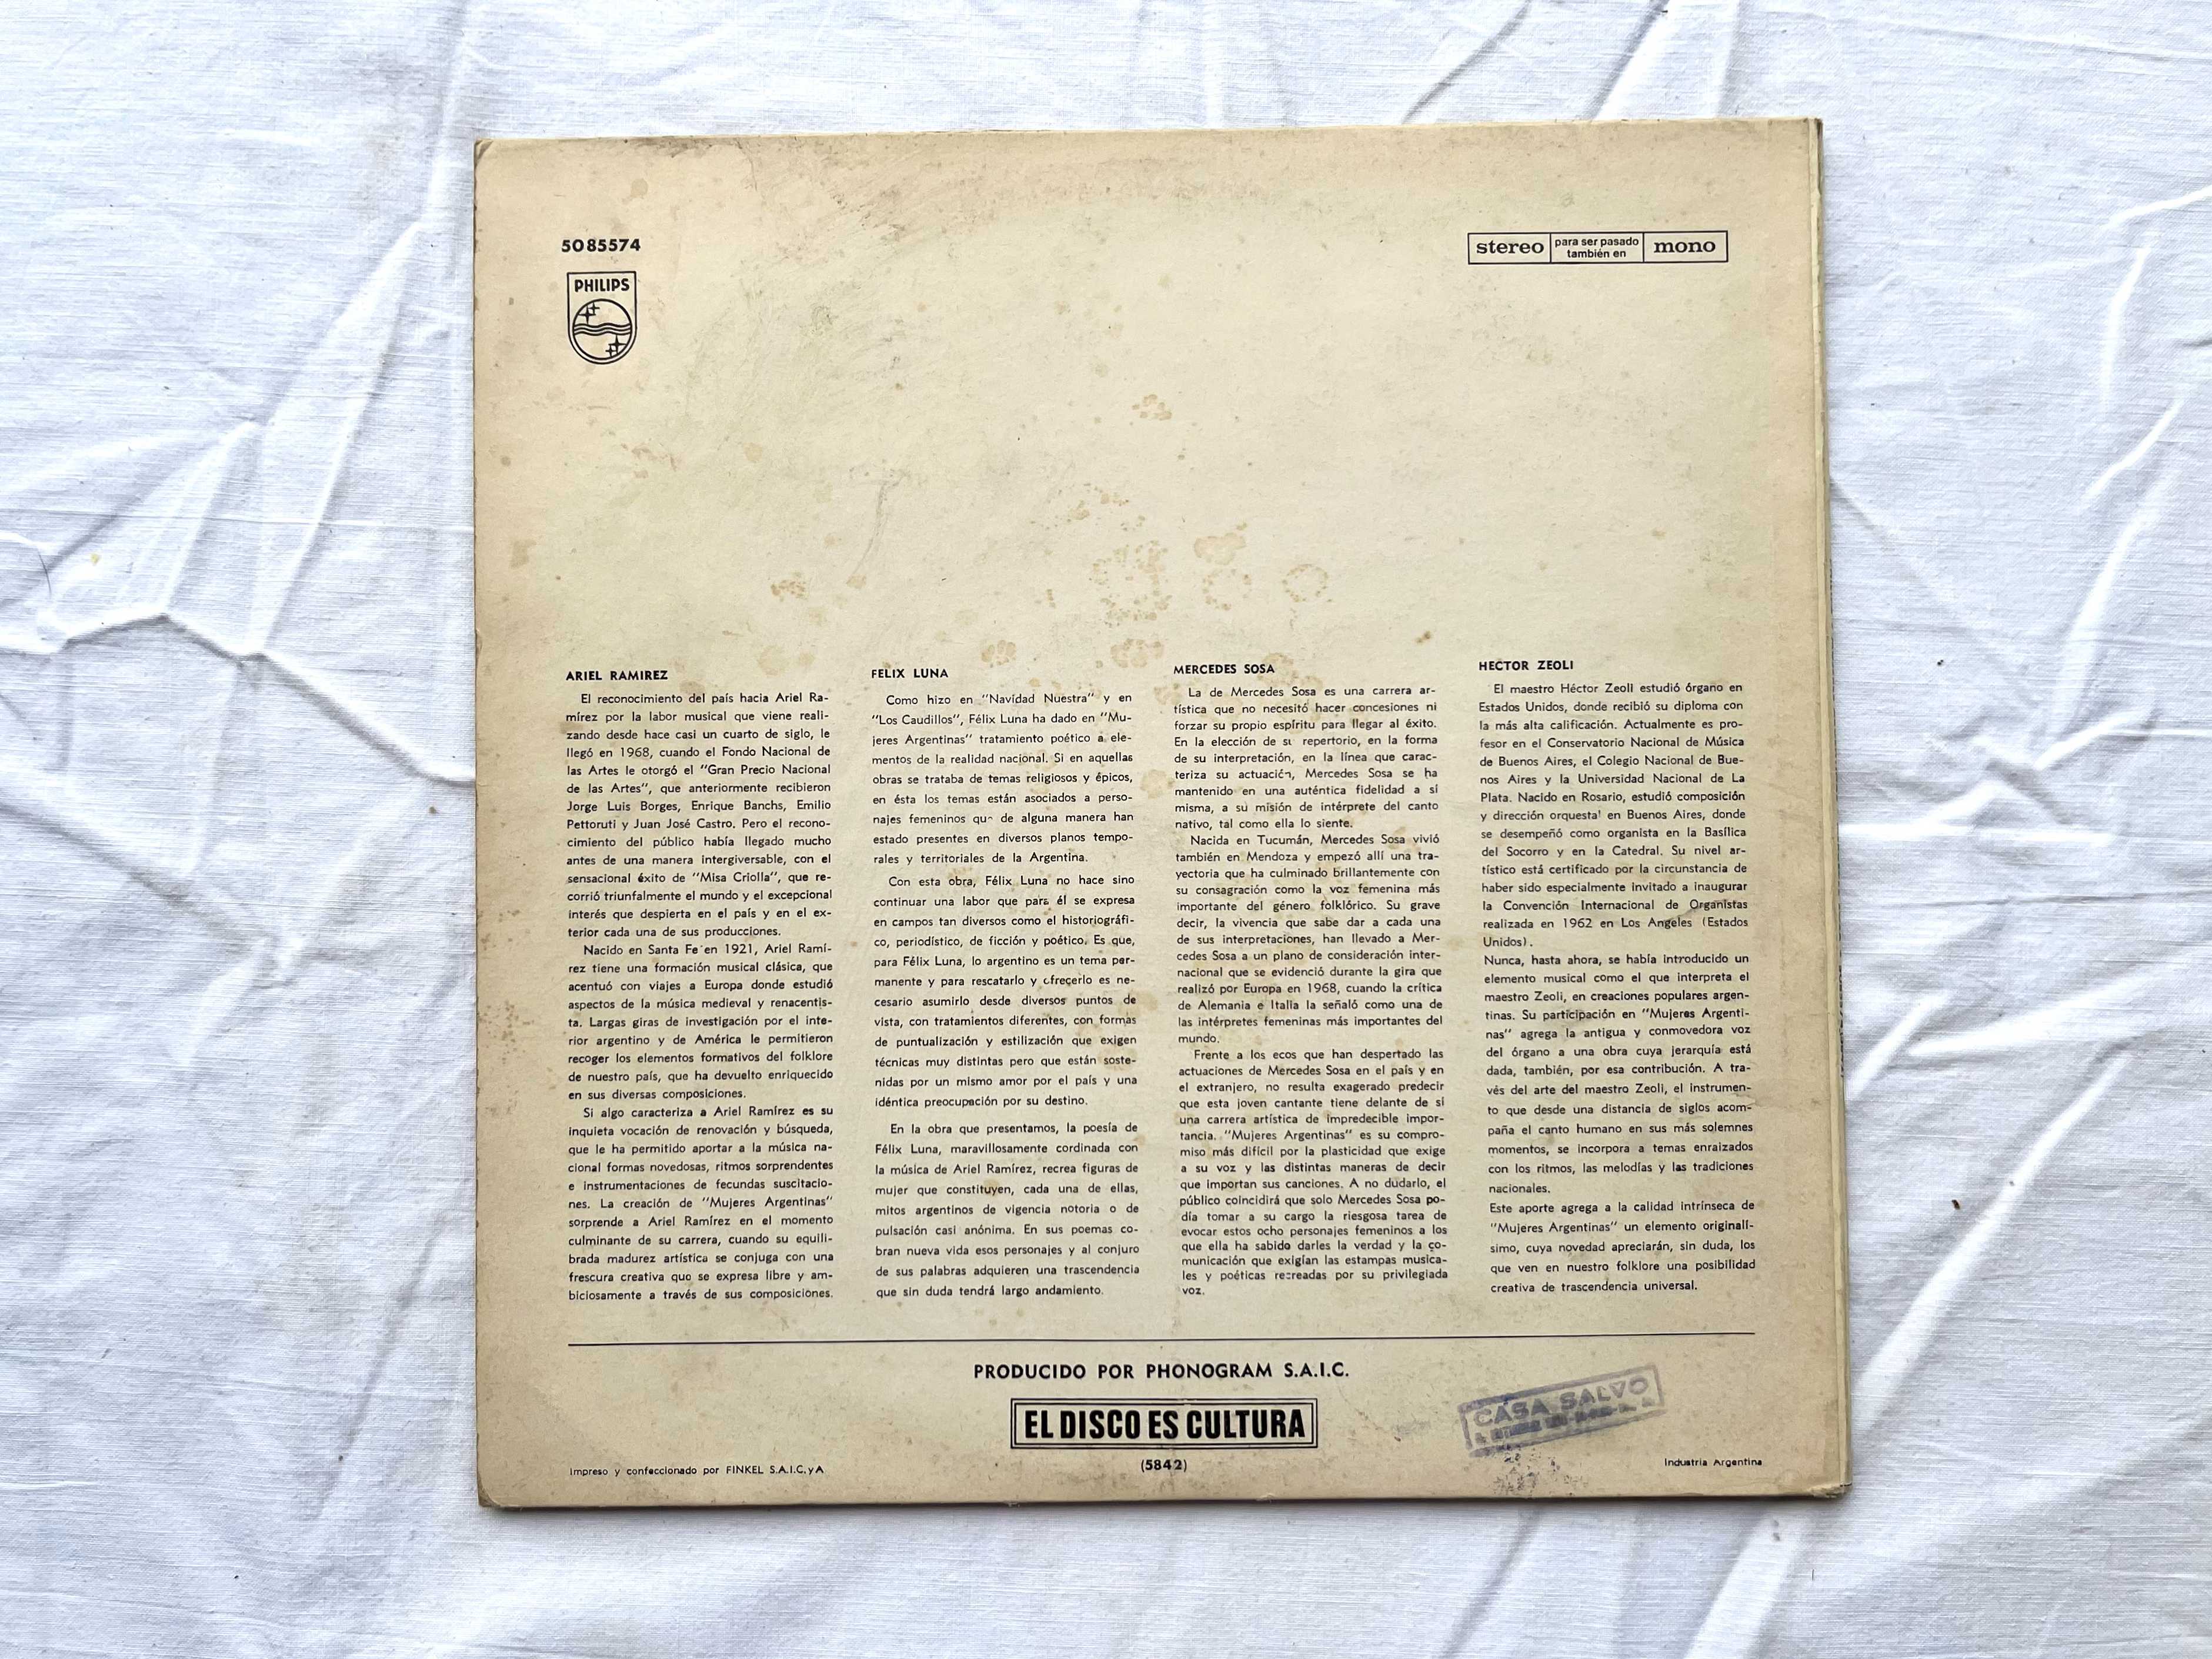 5085574
PHILIPS
stereo para ser pasado también en mono
ARIEL RAMIREZ
El reconocimiento del país hacia Ariel Ra-
mírez por la labor musical que viene reali-
zando desde hace casi un cuarto de siglo, le
llegó en 1968, cuando el Fondo Nacional de
las Artes le otorgó el "Gran Precio Nacional
de las Artes", que anteriormente recibieron
Jorge Luis Borges, Enrique Banchs, Emilio
Pettoruti y Juan José Castro. Pero el recono-
cimiento del público había llegado mucho
antes de una manera intergiversable, con el
sensacional éxito de "Misa Criolla", que re-
corrió triunfalmente el mundo y el excepcional
interés que despierta en el país y en el ex-
terior cada una de sus producciones.
Nacido en Santa Fe en 1921, Ariel Ramí-
rez tiene una formación musical clásica, que
acentuó con viajes a Europa donde estudió
aspectos de la música medieval y renacentis-
ta. Largas giras de investigación por el inte-
rior argentino y de América le permitieron
recoger los elementos formativos del folklore
de nuestro país, que ha devuelto enriquecido
en sus diversas composiciones.
Si algo caracteriza a Ariel Ramírez es su
inquieta vocación de renovación y búsqueda,
que le ha permitido aportar a la música na-
cional formas novedosas, ritmos sorprendentes
e instrumentaciones de fecundas suscitacio-
nes. La creación de "Mujeres Argentinas"
sorprende a Ariel Ramírez en el momento
culminante de su carrera, cuando su equili-
brada madurez artística se conjuga con una
frescura creativa que se expresa libre y am-
biciosamente a través de sus composiciones.
FELIX LUNA
Como hizo en "Navidad Nuestra" y en
"Los Caudillos", Félix Luna ha dado en "Mu-
jeres Argentinas" tratamiento poético a ele-
mentos de la realidad nacional. Si en aquellas
obras se trataba de temas religiosos y épicos,
en ésta los temas están asociados a perso-
najes femeninos que de alguna manera han
estado presentes en diversos planos tempo-
rales y territoriales de la Argentina.
Con esta obra, Félix Luna no hace sino
continuar una labor que para él se expresa
en campos tan diversos como el historiográfi-
co, periodístico, de ficción y poético. Es que,
para Félix Luna, lo argentino es un tema per-
manente y para rescatarlo y ofrecerlo es ne-
cesario asumirlo desde diversos puntos de
vista, con tratamientos diferentes, con formas
de puntualización y estilización que exigen
técnicas muy distintas pero que están soste-
nidas por un mismo amor por el país y una
idéntica preocupación por su destino.
En la obra que presentamos, la poesía de
Félix Luna, maravillosamente cordinada con
la música de Ariel Ramírez, recrea figuras de
mujer que constituyen, cada una de ellas,
mitos argentinos de vigencia notoria o de
pulsación casi anónima. En sus poemas co-
bran nueva vida esos personajes y al conjuro
de sus palabras adquieren una trascendencia
que sin duda tendrá largo andamiento.
MERCEDES SOSA
La de Mercedes Sosa es una carrera ar-
tística que no necesitó hacer concesiones ni
forzar su propio espíritu para llegar al éxito.
En la elección de su repertorio, en la forma
de su interpretación, en la línea que carac-
teriza su actuación, Mercedes Sosa se ha
mantenido en una auténtica fidelidad a sí
misma, a su misión de intérprete del canto
nativo, tal como ella lo siente.
Nacida en Tucumán, Mercedes Sosa vivió
también en Mendoza y empezó allí una tra-
yectoria que ha culminado brillantemente con
su consagración como la voz femenina más
importante del género folklórico. Su grave
decir, la vivencia que sabe dar a cada una
de sus interpretaciones, han llevado a Mer-
cedes Sosa a un plano de consideración inter-
nacional que se evidenció durante la gira que
realizó por Europa en 1968, cuando la crítica
de Alemania e Italia la señaló como una de
las intérpretes femeninas más importantes del
mundo.
Frente a los ecos que han despertado las
actuaciones de Mercedes Sosa en el país y en
el extranjero, no resulta exagerado predecir
que esta joven cantante tiene delante de sí
una carrera artística de impredecible impor-
tancia. "Mujeres Argentinas" es su compro-
miso más difícil por la plasticidad que exige
a su voz y las distintas maneras de decir
que importan sus canciones. A no dudarlo, el
público coincidirá que solo Mercedes Sosa po-
día tomar a su cargo la riesgosa tarea de
evocar estos ocho personajes femeninos a los
que ella ha sabido darles la verdad y la co-
municación que exigían las estampas musica-
les y poéticas recreadas por su privilegiada
voz.
HECTOR ZEOLI
El maestro Héctor Zeoli estudió órgano en
Estados Unidos, donde recibió su diploma con
la más alta calificación. Actualmente es pro-
fesor en el Conservatorio Nacional de Música
de Buenos Aires, el Colegio Nacional de Bue-
nos Aires y la Universidad Nacional de La
Plata. Nacido en Rosario, estudió composición
y dirección orquestal en Buenos Aires, donde
se desempeñó como organista en la Basílica
del Socorro y en la Catedral. Su nivel ar-
tístico está certificado por la circunstancia de
haber sido especialmente invitado a inaugurar
la Convención Internacional de Organistas
realizada en 1962 en Los Angeles (Estados
Unidos).
Nunca, hasta ahora, se había introducido un
elemento musical como el que interpreta el
maestro Zeoli, en creaciones populares argen-
tinas. Su participación en "Mujeres Argenti-
nas" agrega la antigua y conmovedora voz
del órgano a una obra cuya jerarquía está
dada, también, por esa contribución. A tra-
vés del arte del maestro Zeoli, el instrumen-
to que desde una distancia de siglos acom-
paña el canto humano en sus más solemnes
momentos, se incorpora a temas enraizados
con los ritmos, las melodías y las tradiciones
nacionales.
Este aporte agrega a la calidad intrínseca de
"Mujeres Argentinas" un elemento originalí-
simo, cuya novedad apreciarán, sin duda, los
que ven en nuestro folklore una posibilidad
creativa de trascendencia universal.
PRODUCIDO POR PHONOGRAM S.A.I.C.
EL DISCO ES CULTURA
(5842)
CASA SALVO
Impreso y confeccionado por FINKEL S.A.I.C.yA
Industria Argentina